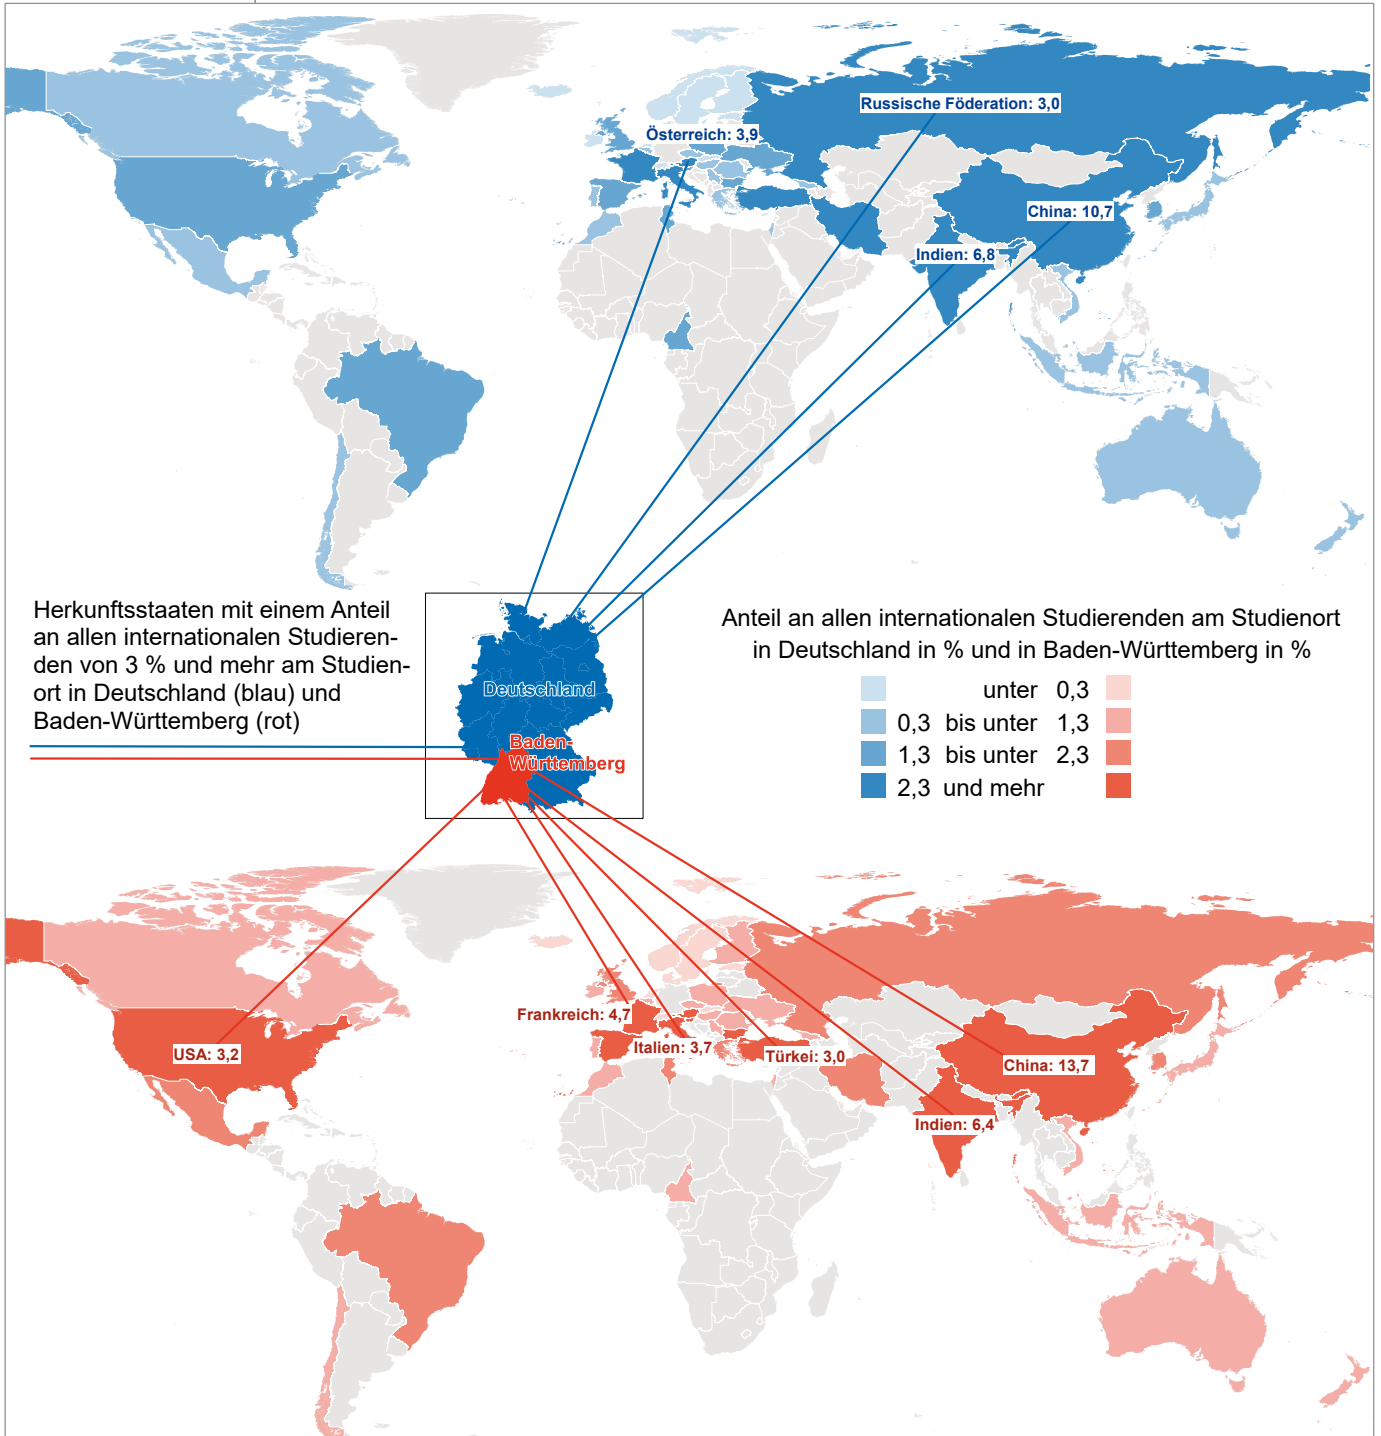 Russische Föderation: 3,0
Österreich: 3,9
China: 10,7
Indien: 6,8
Herkunftsstaaten mit einem Anteil
an allen internationalen Studieren-
den von 3 % und mehr am Studien-
ort in Deutschland (blau) und
Baden-Württemberg (rot)
Deutschland
Baden-
Württemberg
Anteil an allen internationalen Studierenden am Studienort
in Deutschland in % und in Baden-Württemberg in %
unter 0,3
0,3 bis unter 1,3
1,3 bis unter 2,3
2,3 und mehr
Frankreich: 4,7
USA: 3,2
Italien: 3,7
Türkei: 3,0
China: 13,7
Indien: 6,4